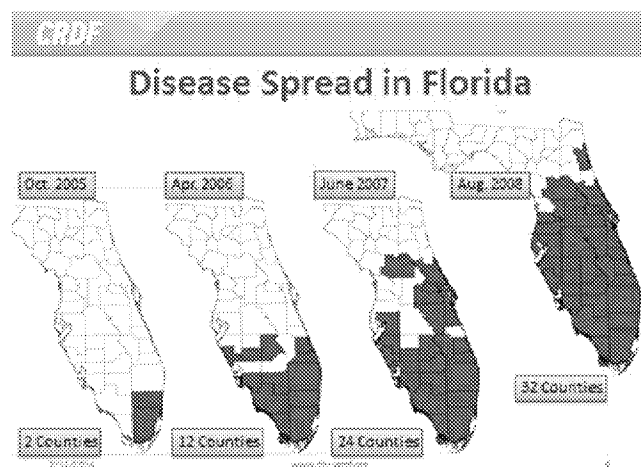 CRDF
Disease Spread in Florida
Oct. 2005
Apr. 2006
June 2007
Aug. 2008
2 Counties
12 Counties
24 Counties
32 Counties